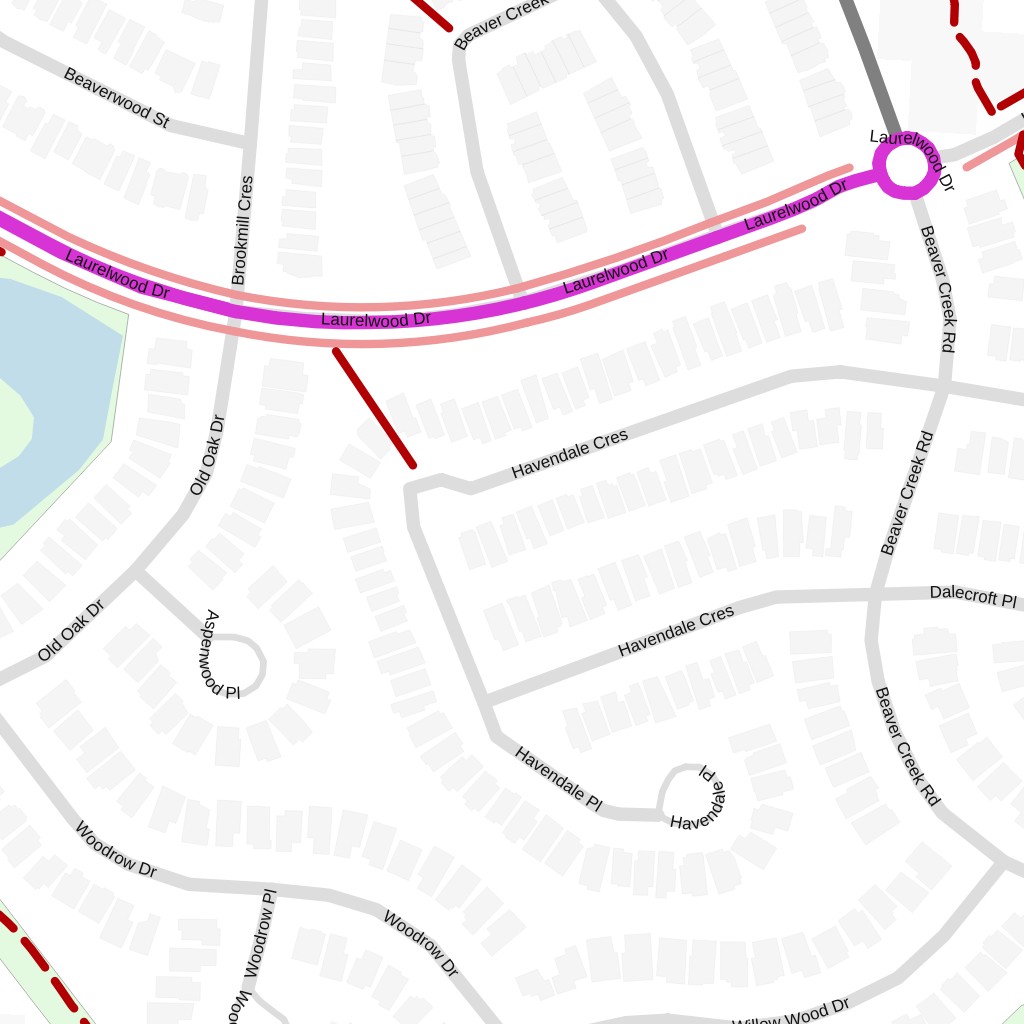 Beaver Creek
Beaverwood St
Laurelwood Dr
Brookmill Cres
Laurelwood Dr
Laurelwood Dr
Laurelwood Dr
Laurelwood Dr
Beaver Creek Rd
Old Oak Dr
Havendale Cres
Beaver Creek Rd
Dalecroft Pl
Old Oak Dr
Aspenwood Pl
Havendale Cres
Beaver Creek Rd
Havendale Pl
Havendale Pl
Woodrow Dr
Woodrow Pl
Woodrow Dr
Woo
Willow Wood Dr